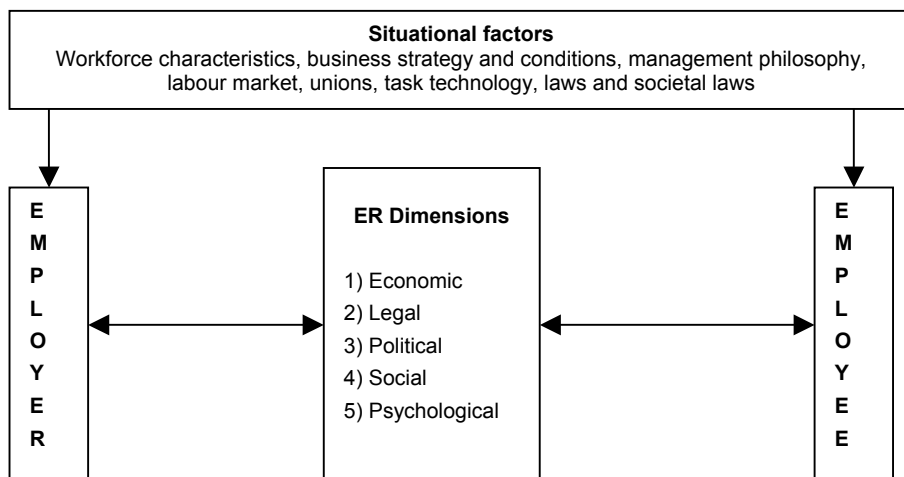 Situational factors
Workforce characteristics, business strategy and conditions, management philosophy,
labour market, unions, task technology, laws and societal laws
E
M
P
L
O
Y
E
R
ER Dimensions
1) Economic
2) Legal
3) Political
4) Social
5) Psychological
E
M
P
L
O
Y
E
E